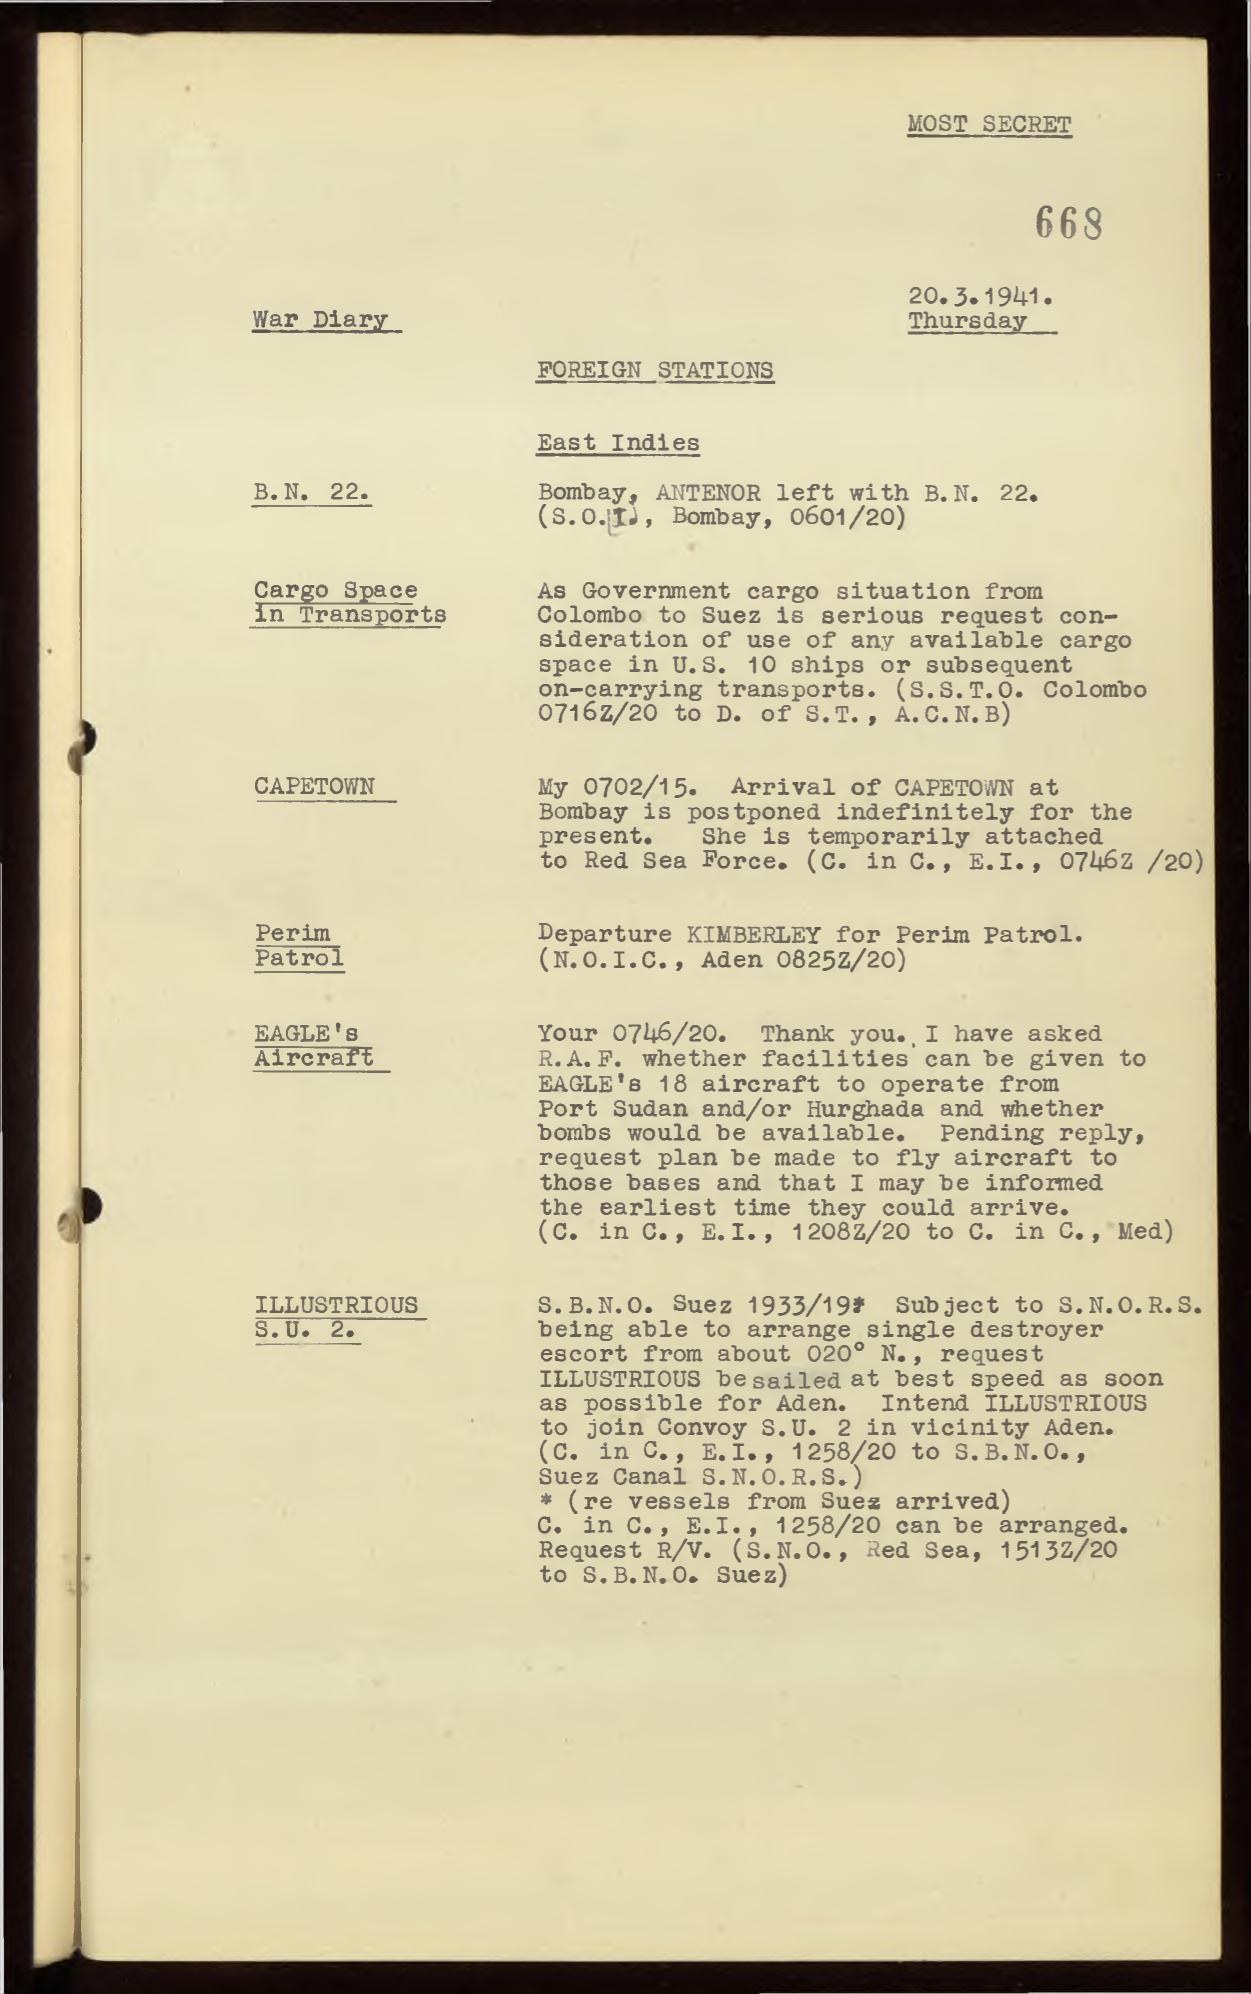 MOST SECRET
668
20.3.1941.
War Diary
Thursday
FOREIGN STATIONS
East Indies
B.N. 22.
Bombay, ANTENOR left with B.N. 22.
(S.O.(I), Bombay, 0601/20)
Cargo Space
in Transports
As Government cargo situation from
Colombo to Suez is serious request con-
sideration of use of any available cargo
space in U.S. 10 ships or subsequent
on-carrying transports. (S.S.T.O. Colombo
0716Z/20 to D. of S.T., A.C.N.B)
CAPETOWN
My 0702/15. Arrival of CAPETOWN at
Bombay is postponed indefinitely for the
present. She is temporarily attached
to Red Sea Force. (C. in C., E.I., 0746Z /20)
Perim
Patrol
Departure KIMBERLEY for Perim Patrol.
(N.O.I.C., Aden 0825Z/20)
EAGLE's
Aircraft
Your 0746/20. Thank you. I have asked
R.A.F. whether facilities can be given to
EAGLE's 18 aircraft to operate from
Port Sudan and/or Hurghada and whether
bombs would be available. Pending reply,
request plan be made to fly aircraft to
those bases and that I may be informed
the earliest time they could arrive.
(C. in C., E.I., 1208Z/20 to C. in C., Med)
ILLUSTRIOUS
S.U. 2.
S.B.N.O. Suez 1933/19* Subject to S.N.O.R.S.
being able to arrange single destroyer
escort from about 020° N., request
ILLUSTRIOUS be sailed at best speed as soon
as possible for Aden. Intend ILLUSTRIOUS
to join Convoy S.U. 2 in vicinity Aden.
(C. in C., E.I., 1258/20 to S.B.N.O.,
Suez Canal S.N.O.R.S.)
* (re vessels from Suez arrived)
C. in C., E.I., 1258/20 can be arranged.
Request R/V. (S.N.O., Red Sea, 1513Z/20
to S.B.N.O. Suez)